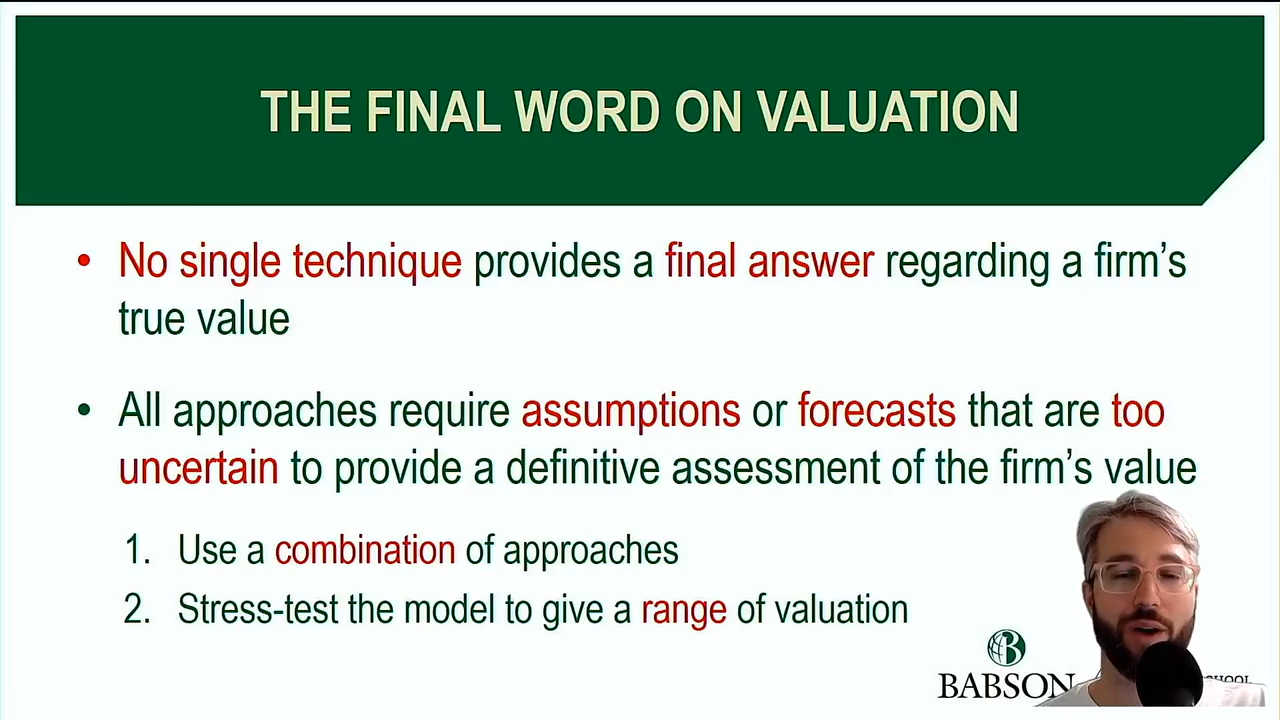 THE FINAL WORD ON VALUATION
• No single technique provides a final answer regarding a firm’s
true value
• All approaches require assumptions or forecasts that are too
uncertain to provide a definitive assessment of the firm’s value
1. Use a combination of approaches
2. Stress-test the model to give a range of valuation
B
BABSON